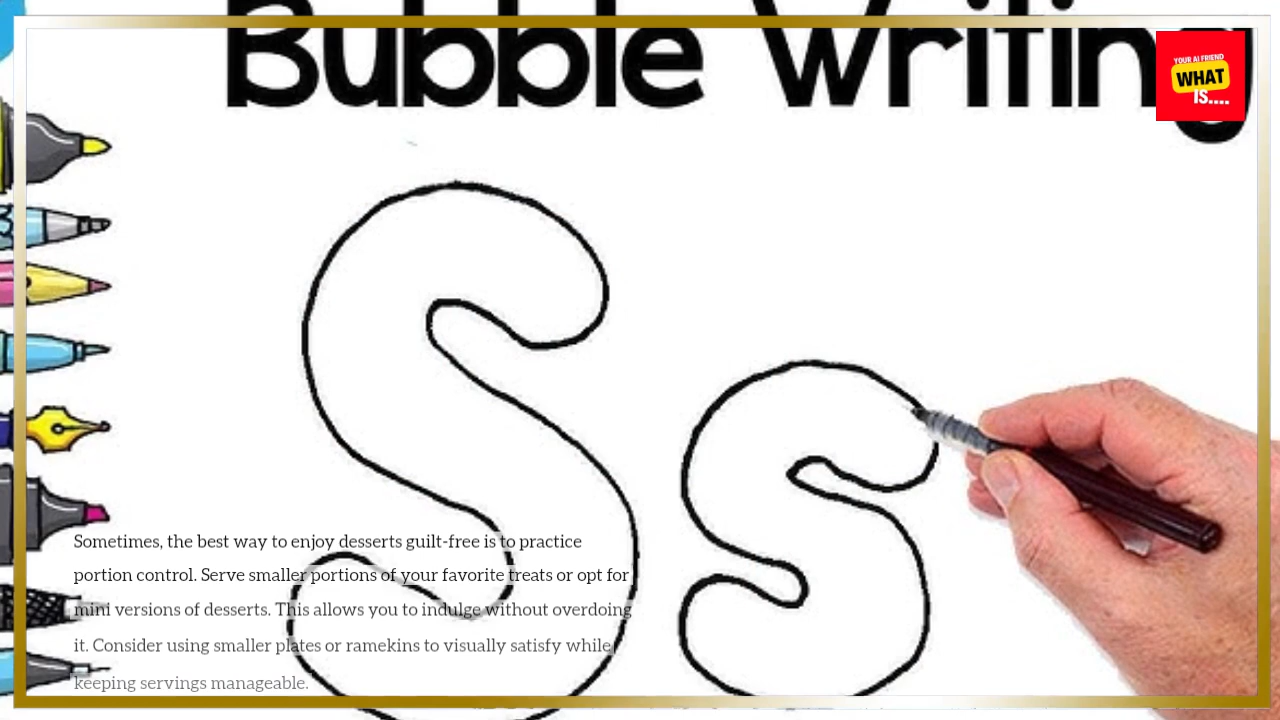 Bubble Writing
YOUR AI FRIEND
WHAT
IS....
Ss
Sometimes, the best way to enjoy desserts guilt-free is to practice
portion control. Serve smaller portions of your favorite treats or opt for
mini versions of desserts. This allows you to indulge without overdoing
it. Consider using smaller plates or ramekins to visually satisfy while
keeping servings manageable.